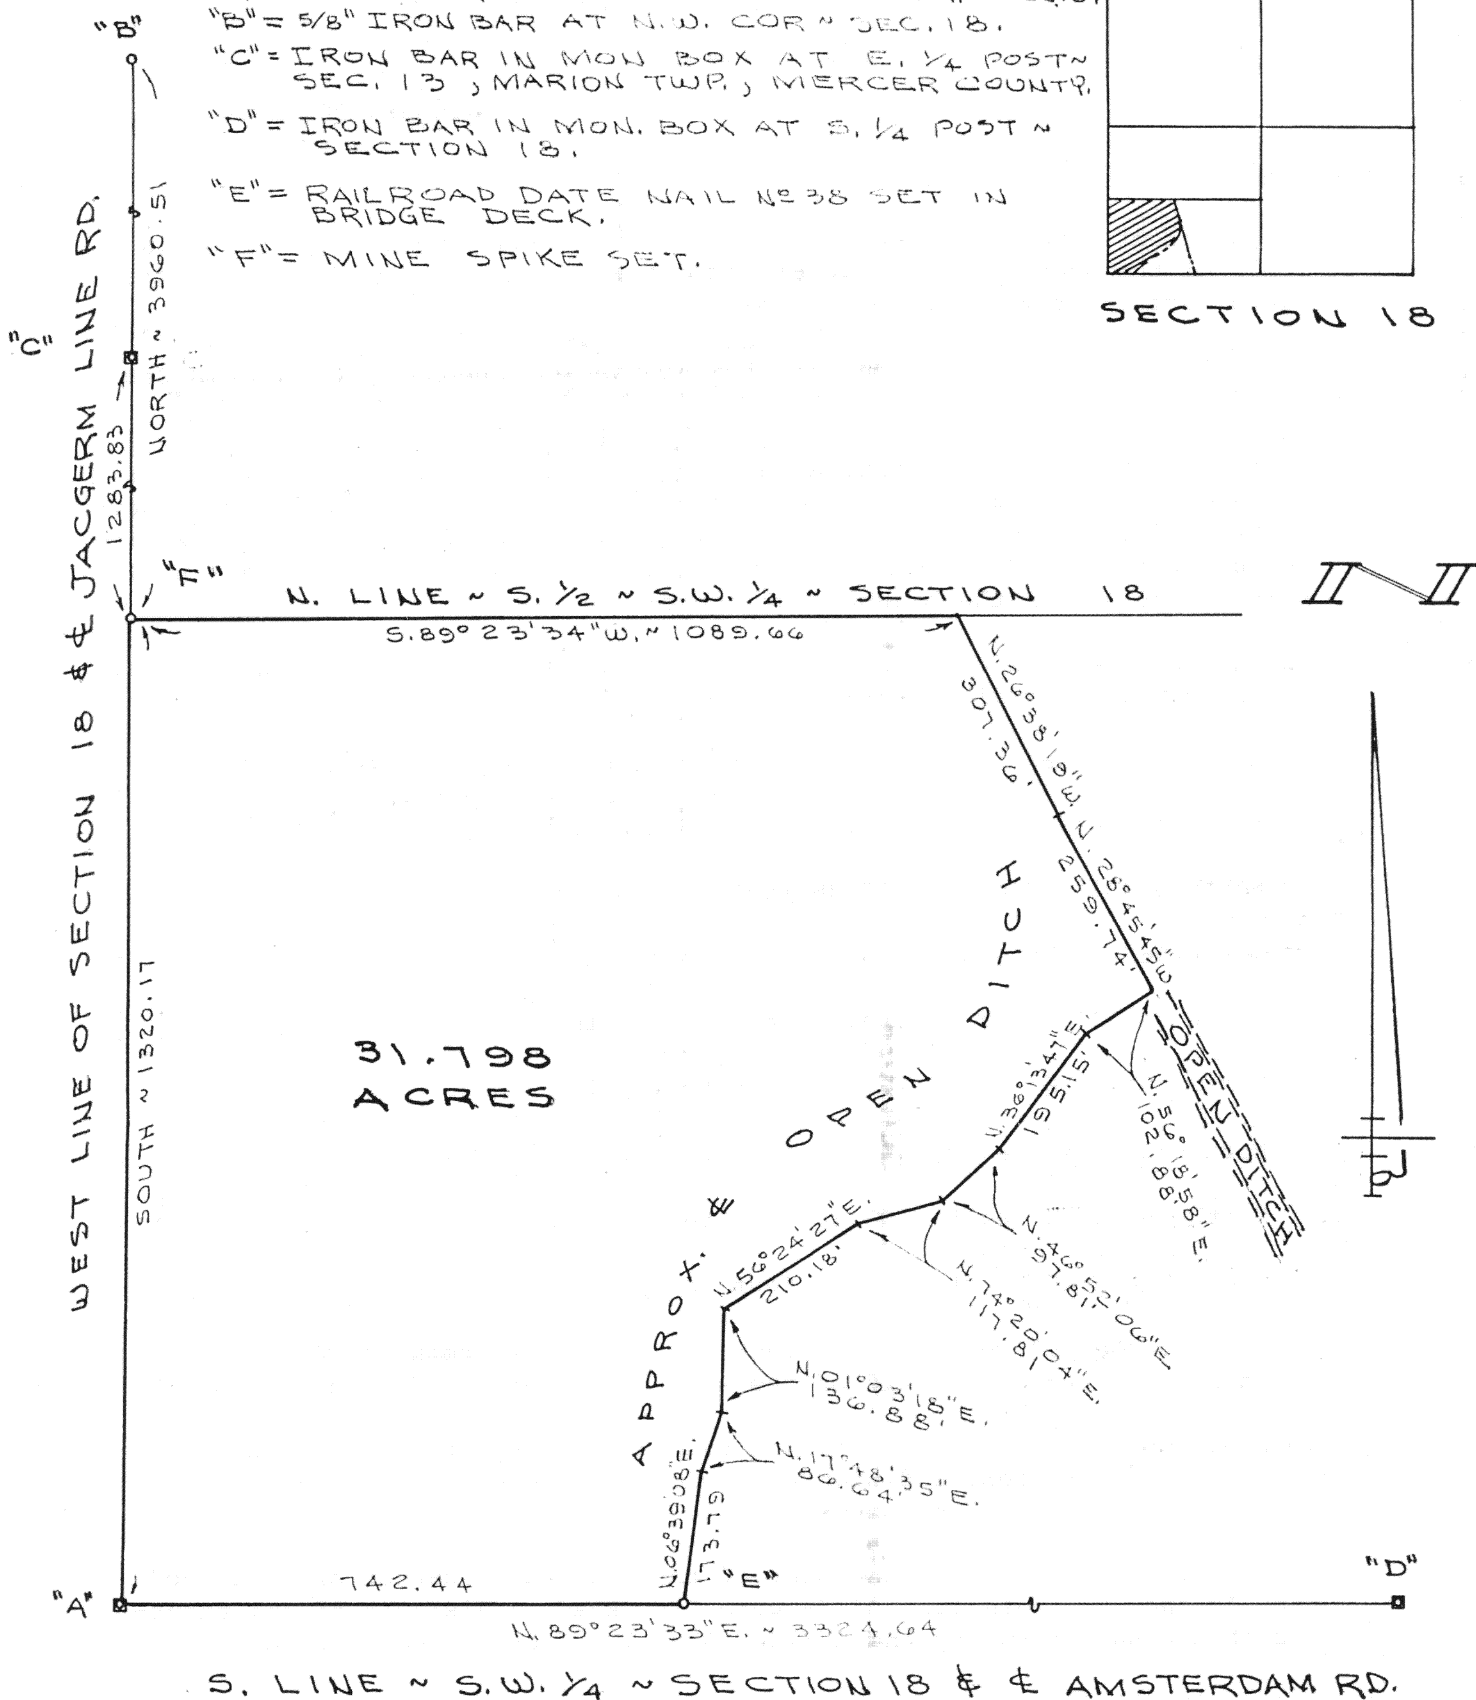 "B" = 5/8" IRON BAR AT N.W. COR ~ SEC. 18.
"C" = IRON BAR IN MON BOX AT E. 1/4 POST ~
SEC. 13, MARION TWP., MERCER COUNTY.
"D" = IRON BAR IN MON. BOX AT S. 1/4 POST ~
SECTION 18.
"E" = RAILROAD DATE NAIL Nº 38 SET IN
BRIDGE DECK.
"F" = MINE SPIKE SET.
SECTION 18
"B"
"C"
NORTH ~ 3960.51
1283.83
WEST LINE OF SECTION 18 & ℄ JACGERM LINE RD.
"F"
N. LINE ~ S. 1/2 ~ S.W. 1/4 ~ SECTION 18
S. 89° 23' 34" W. ~ 1089.66
N. 26° 38' 19" W.
307.36'
N. 28° 45' 45" W
259.74'
OPEN DITCH
N. 56° 18' 58" E.
102.88'
N. 36° 13' 47" E.
195.15'
N. 46° 52' 06" E.
97.81'
N. 74° 20' 04" E.
117.81
N. 56° 24' 27" E.
210.18'
N. 01° 03' 18" E.
136.88'
N. 17° 48' 35" E.
86.64'
N. 06° 39' 08" E.
173.79
APPROX. ℄ OPEN DITCH
31.798
ACRES
SOUTH ~ 1320.17
"A"
742.44
"E"
"D"
N. 89° 23' 33" E. ~ 3324.64
S. LINE ~ S.W. 1/4 ~ SECTION 18 & ℄ AMSTERDAM RD.